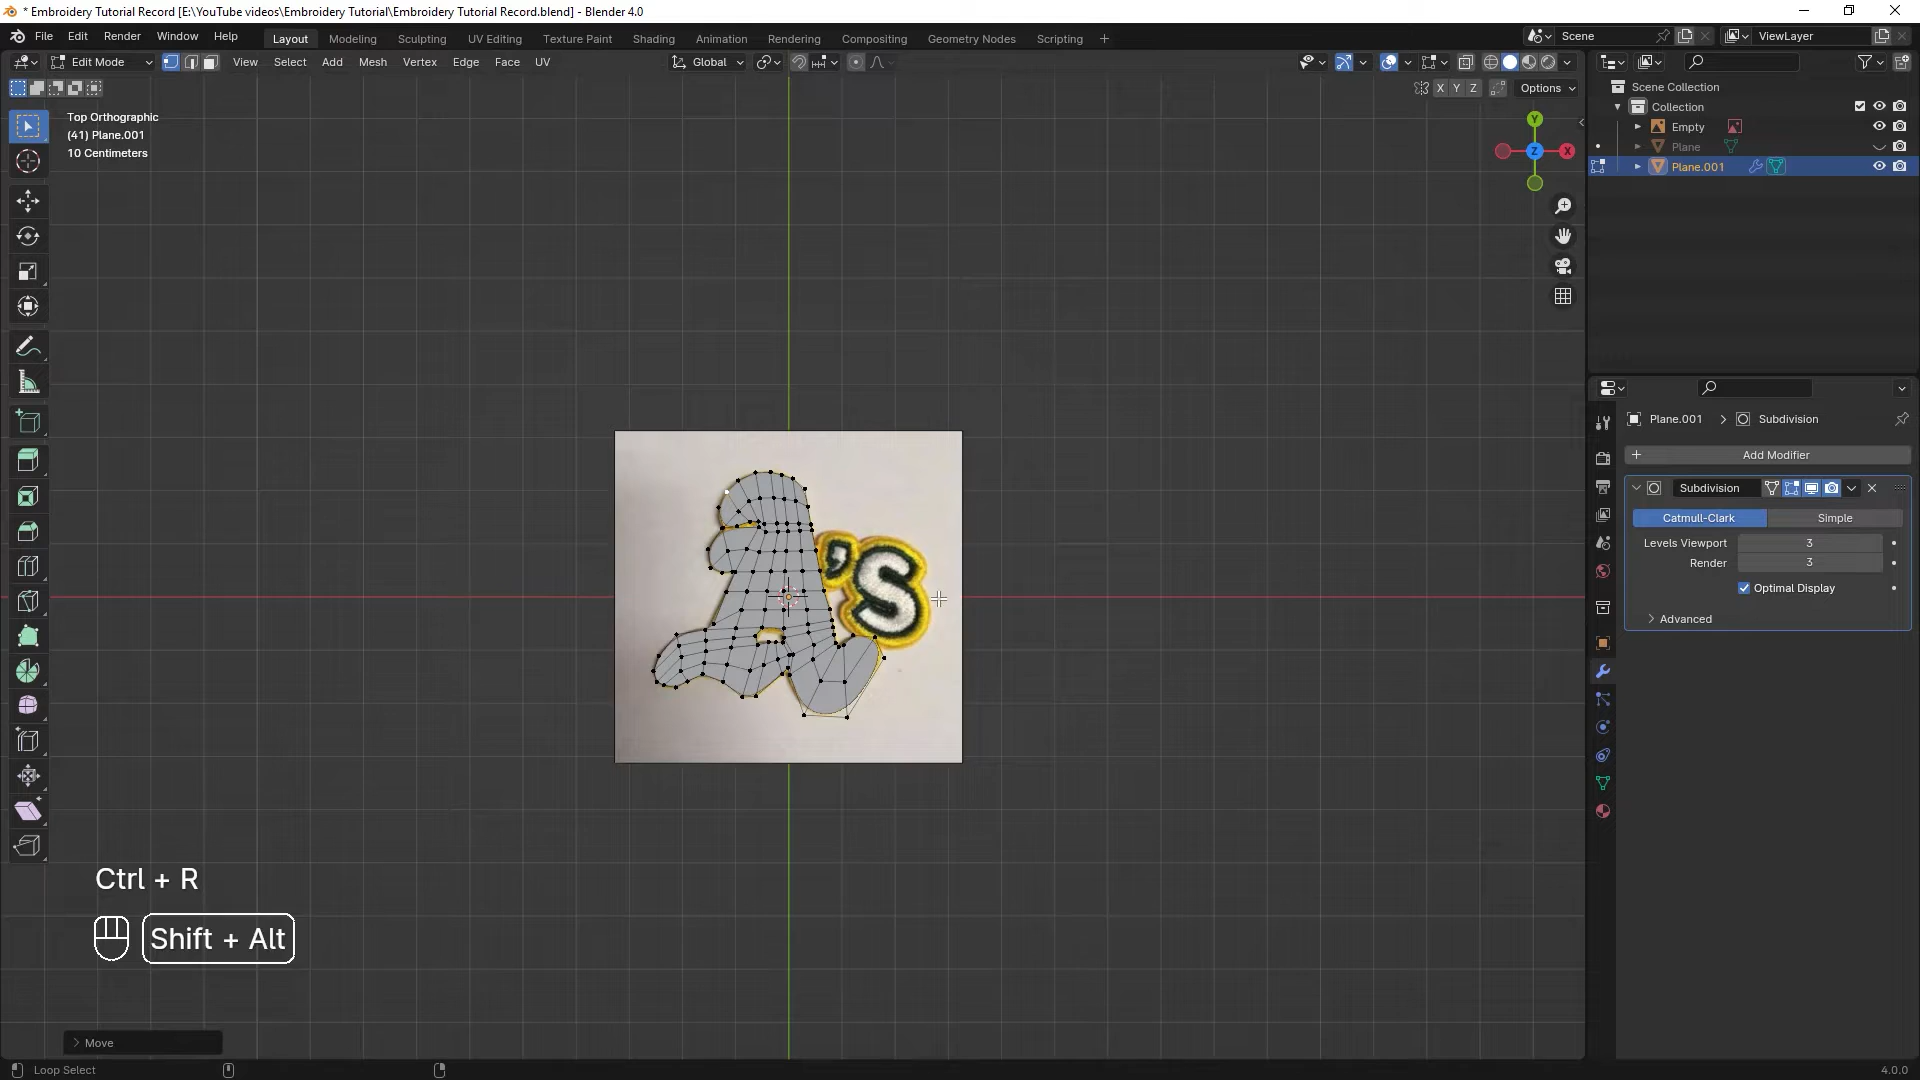 * Embroidery Tutorial Record [E:\YouTube videos\Embroidery Tutorial\Embroidery Tutorial Record.blend] - Blender 4.0
File Edit Render Window Help
Layout Modeling Sculpting UV Editing Texture Paint Shading Animation Rendering Compositing Geometry Nodes Scripting +
Scene
ViewLayer
Edit Mode View Select Add Mesh Vertex Edge Face UV
Global
X Y Z Options
Top Orthographic
(41) Plane.001
10 Centimeters
Y
Z
X
Scene Collection
Collection
Empty
Plane
Plane.001
Plane.001 > Subdivision
+ Add Modifier
Subdivision
Catmull-Clark Simple
Levels Viewport 3
Render 3
Optimal Display
Advanced
'S
Ctrl + R
Shift + Alt
Move
Loop Select
4.0.0